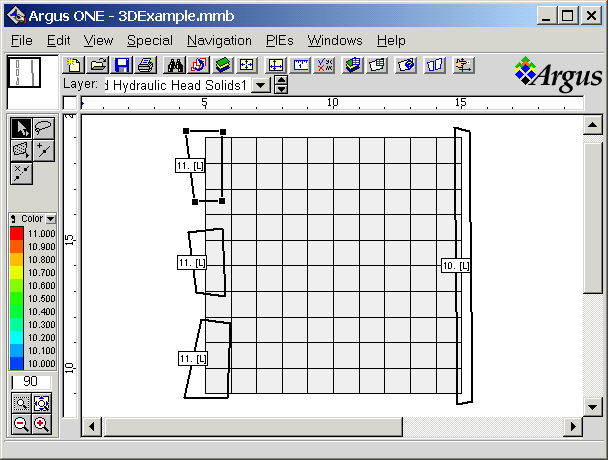 Argus ONE - 3DExample.mmb
File Edit View Special Navigation PIEs Windows Help
Layer: d Hydraulic Head Solids1
Argus
5 10 15
2
15
10
11. [L]
11. [L]
10. [L]
11. [L]
Color
11.000
10.900
10.800
10.700
10.600
10.500
10.400
10.300
10.200
10.100
10.000
90